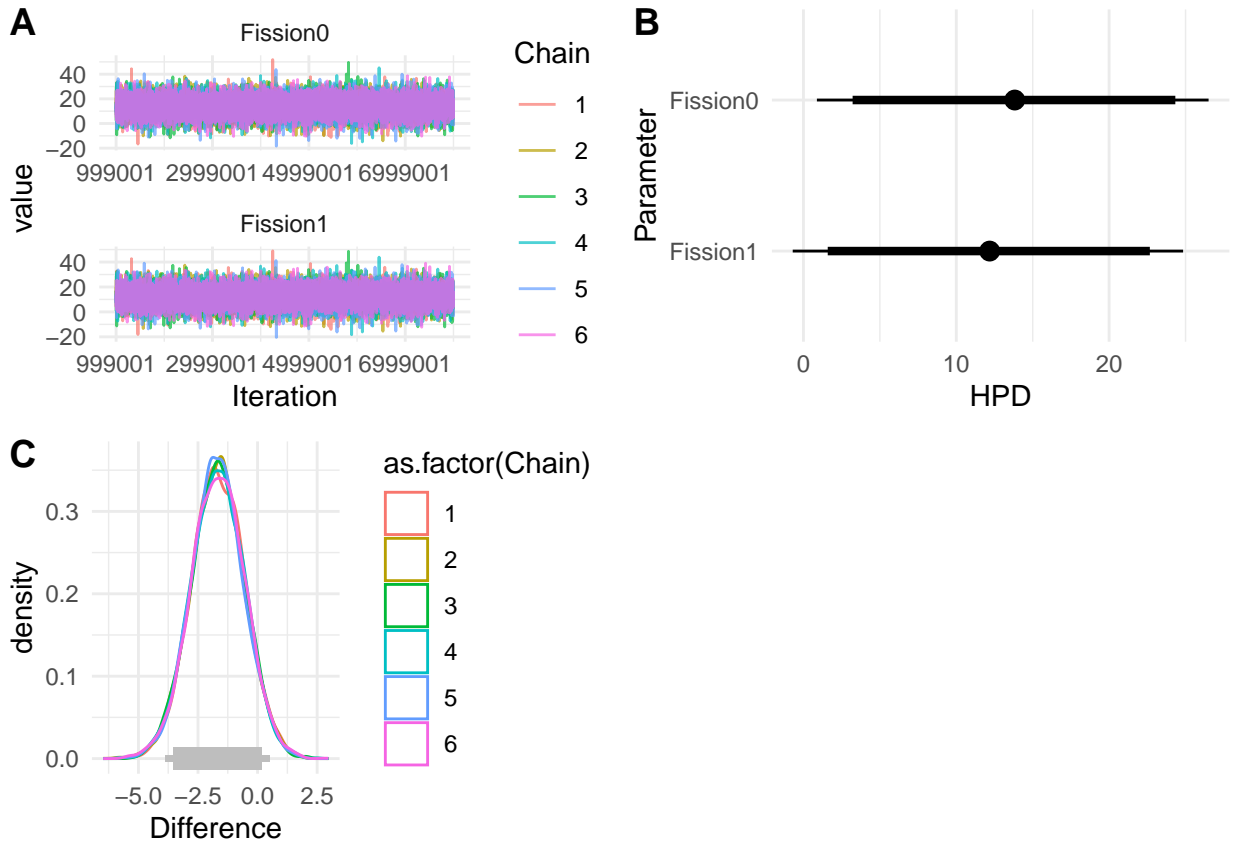 A
Fission0
40
20
0
−20
999001 2999001 4999001 6999001
Fission1
40
20
0
−20
999001 2999001 4999001 6999001
value
Iteration
Chain
1
2
3
4
5
6
B
Parameter
Fission0
Fission1
0 10 20
HPD
C
density
0.3
0.2
0.1
0.0
−5.0 −2.5 0.0 2.5
Difference
as.factor(Chain)
1
2
3
4
5
6